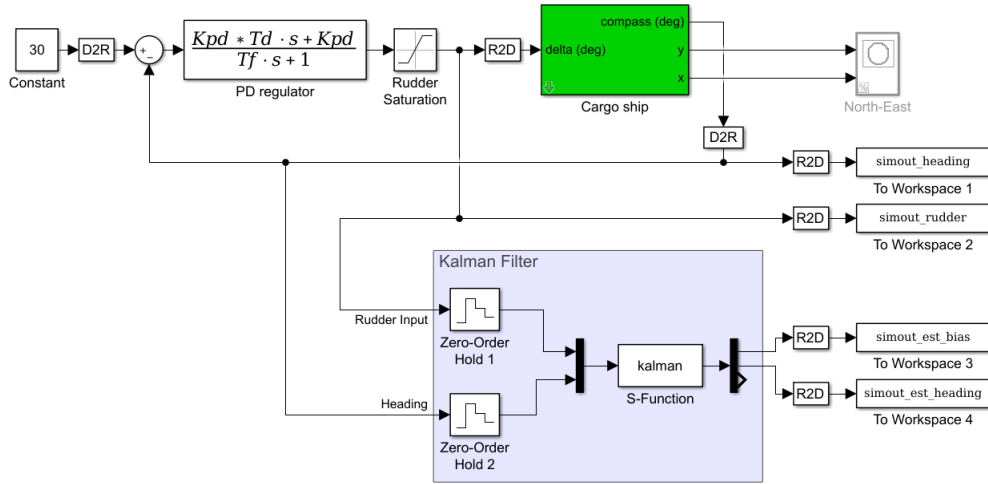 30
Constant
D2R
+
−
Kpd * Td · s + Kpd
Tf · s + 1
PD regulator
Rudder
Saturation
R2D
delta (deg)
compass (deg)
y
x
Cargo ship
North-East
D2R
R2D
simout_heading
To Workspace 1
R2D
simout_rudder
To Workspace 2
Kalman Filter
Rudder Input
Zero-Order
Hold 1
Heading
Zero-Order
Hold 2
kalman
S-Function
R2D
simout_est_bias
To Workspace 3
R2D
simout_est_heading
To Workspace 4